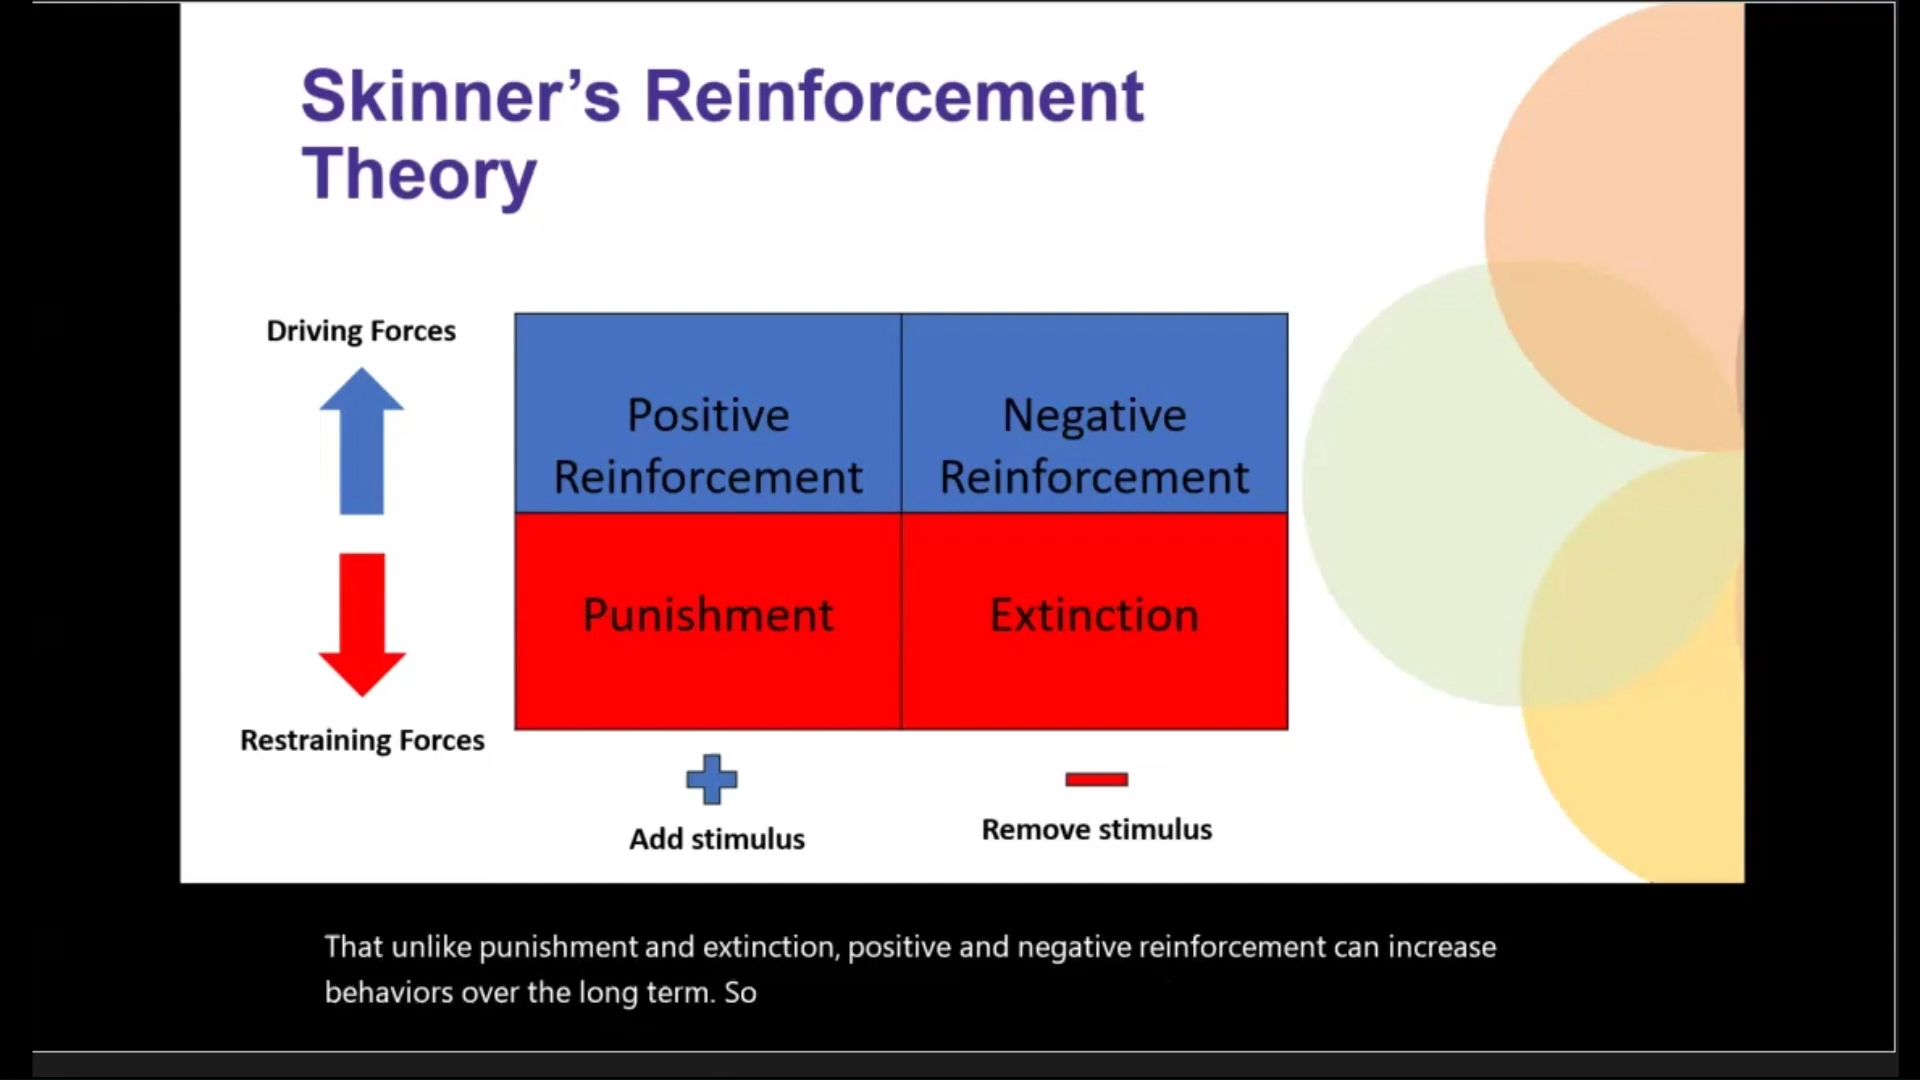 Skinner’s Reinforcement
Theory
Driving Forces
Positive
Reinforcement
Negative
Reinforcement
Punishment
Extinction
Restraining Forces
Add stimulus
Remove stimulus
That unlike punishment and extinction, positive and negative reinforcement can increase
behaviors over the long term. So